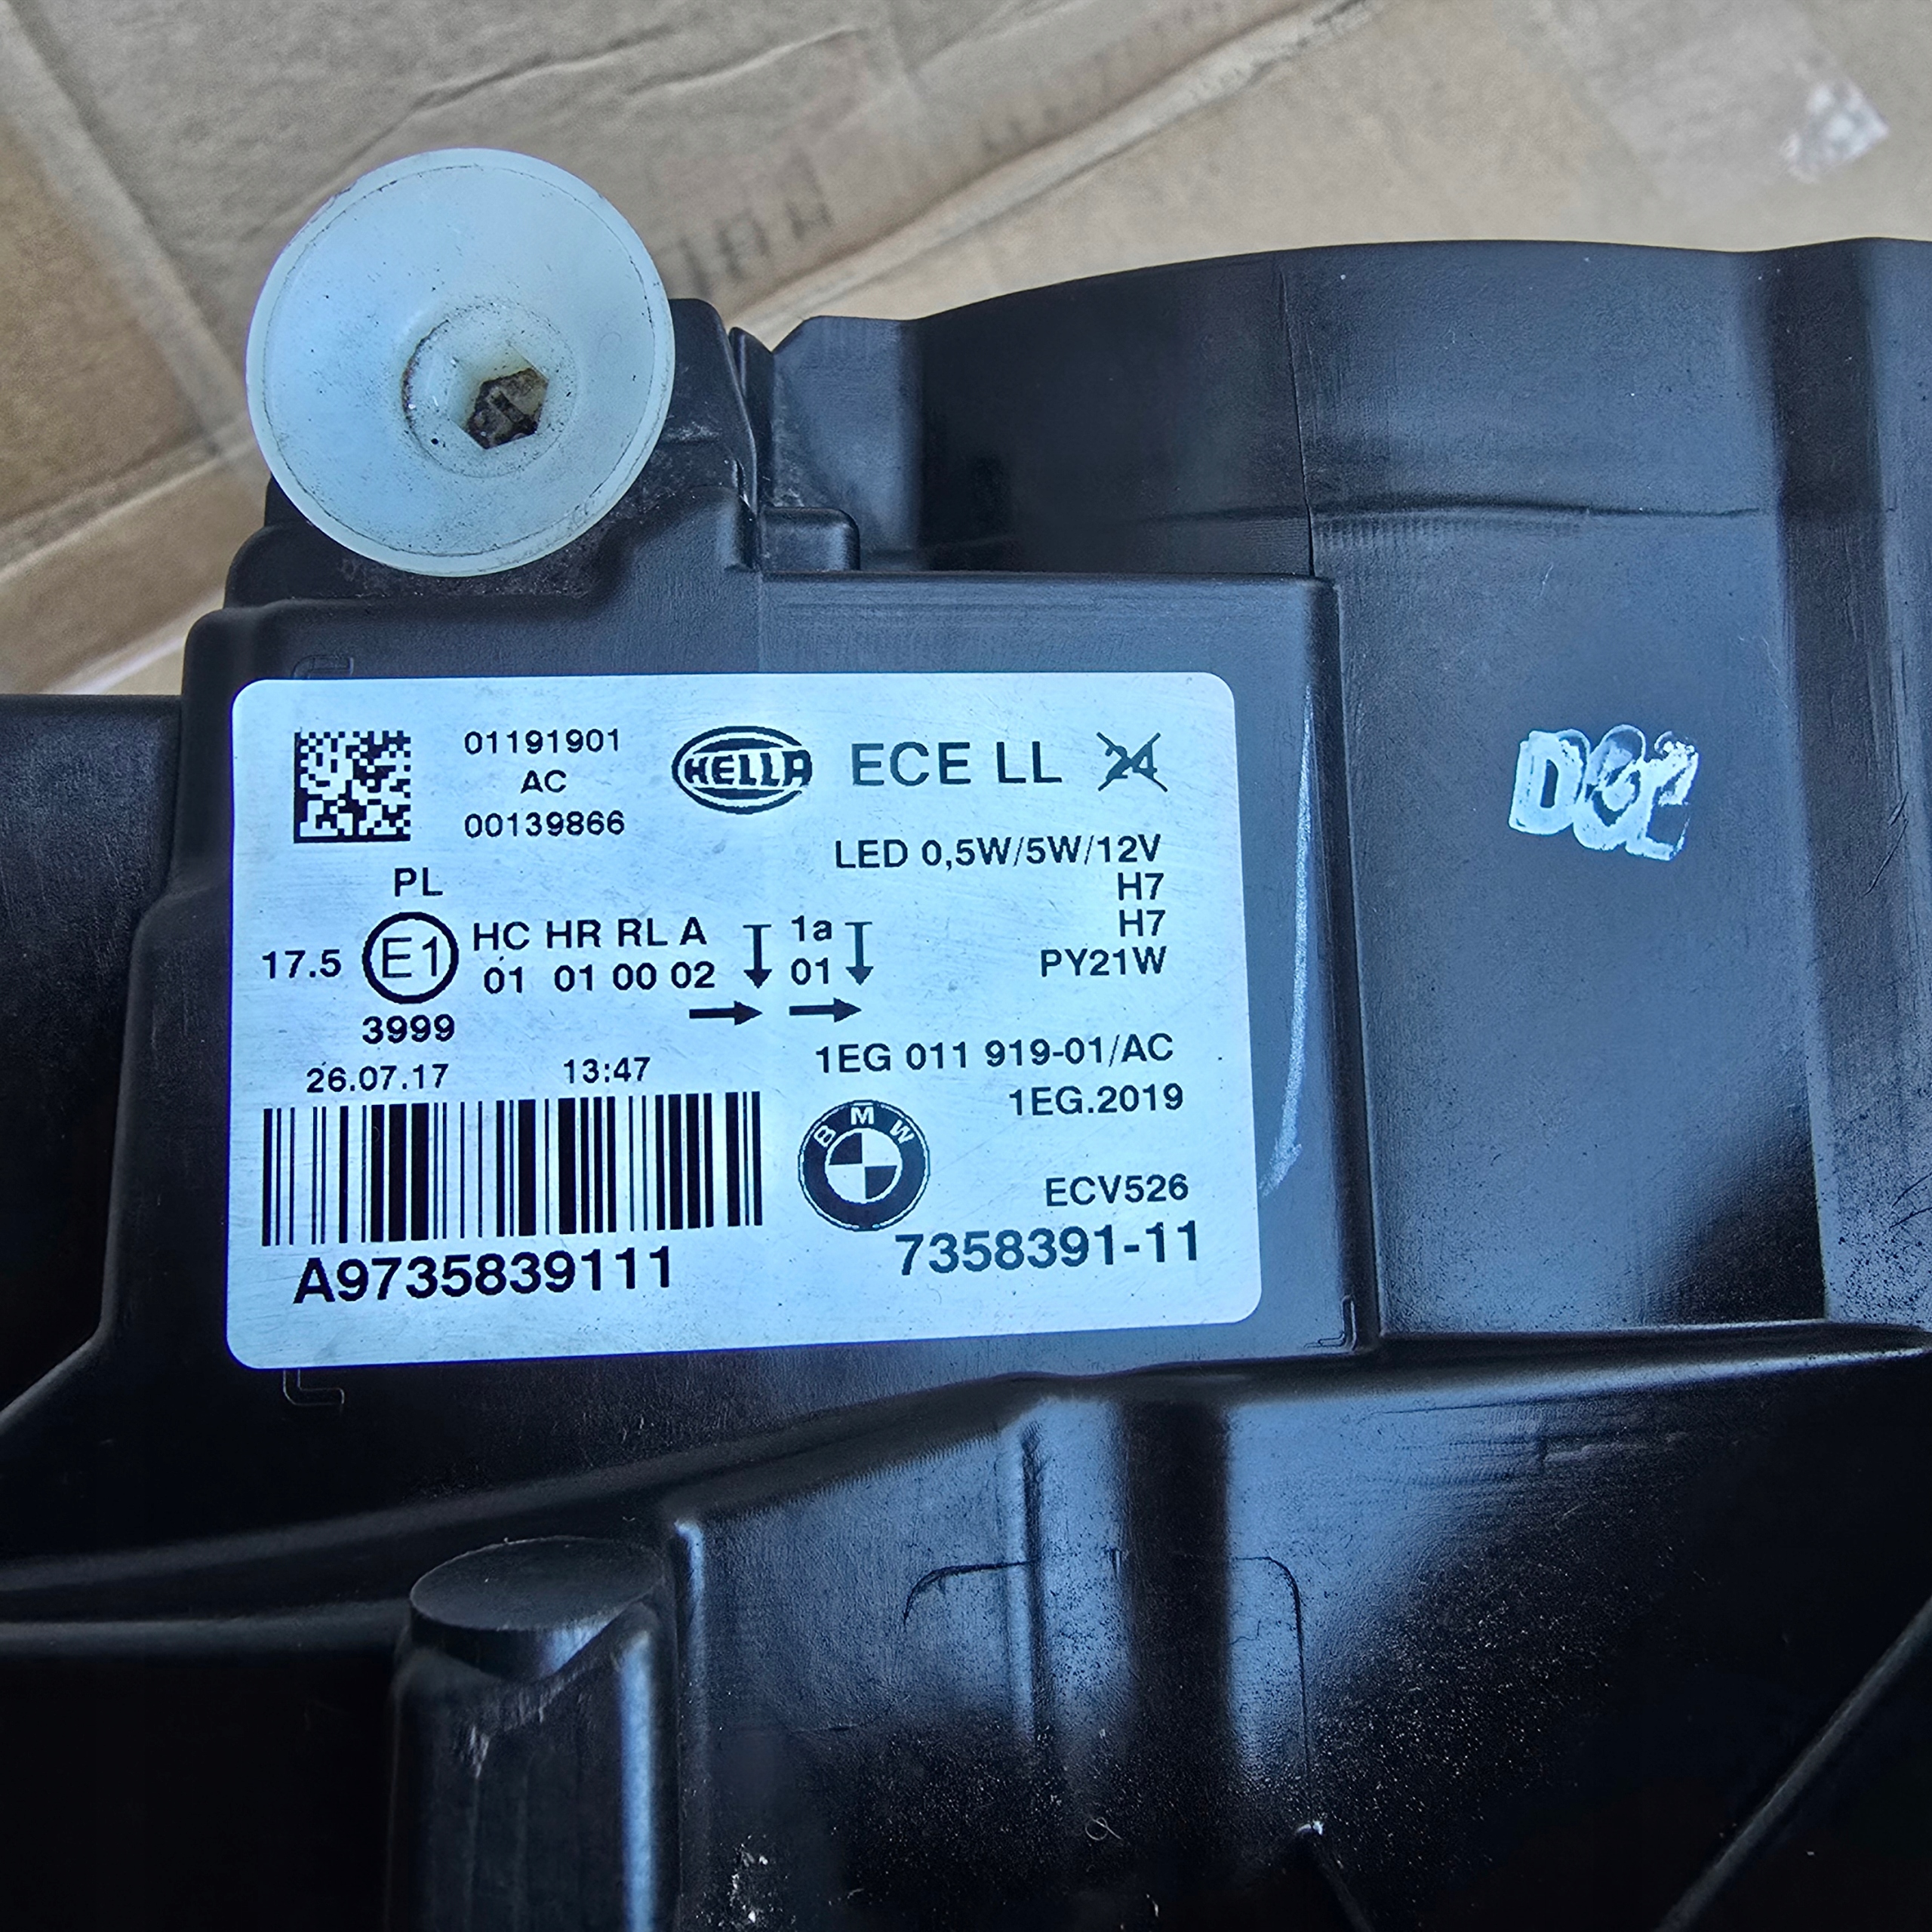 01191901
AC
00139866
HELLA ECE LL 24
LED 0,5W/5W/12V
H7
H7
PY21W
PL
17.5 E1 HC HR RL A 1a
01 01 00 02 01
3999
26.07.17 13:47
1EG 011 919-01/AC
1EG.2019
BMW
ECV526
7358391-11
A9735839111